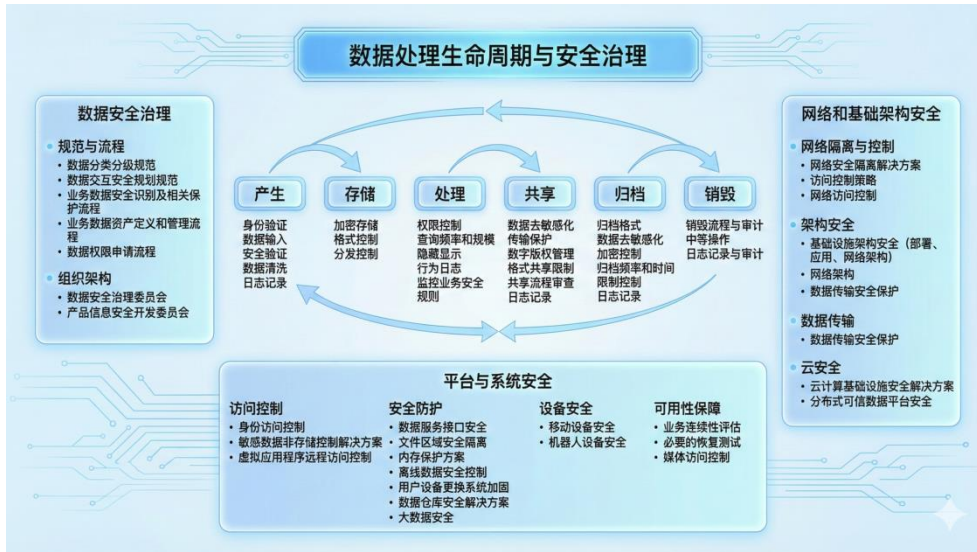 数据处理生命周期与安全治理
数据安全治理
规范与流程
• 数据分类分级规范
• 数据交互安全规划规范
• 业务数据安全识别及相关保
护流程
• 业务数据资产定义和管理流
程
• 数据权限申请流程
组织架构
• 数据安全治理委员会
• 产品信息安全开发委员会
产生
身份验证
数据输入
安全验证
数据清洗
日志记录
存储
加密存储
格式控制
分发控制
处理
权限控制
查询频率和规模
隐藏显示
行为日志
监控业务安全
规则
共享
数据去敏感化
传输保护
数字版权管理
格式共享限制
共享流程审查
日志记录
归档
归档格式
数据去敏感化
加密控制
归档频率和时间
限制控制
日志记录
销毁
销毁流程与审计
中等操作
日志记录与审计
网络和基础架构安全
网络隔离与控制
• 网络安全隔离解决方案
• 访问控制策略
• 网络访问控制
架构安全
• 基础设施架构安全（部署、
应用、网络架构）
• 网络架构
• 数据传输安全保护
数据传输
• 数据传输安全保护
云安全
• 云计算基础设施安全解决方案
• 分布式可信数据平台安全
平台与系统安全
访问控制
• 身份访问控制
• 敏感数据非存储控制解决方案
• 虚拟应用程序远程访问控制
安全防护
• 数据服务接口安全
• 文件区域安全隔离
• 内存保护方案
• 离线数据安全控制
• 用户设备更换系统加固
• 数据仓库安全解决方案
• 大数据安全
设备安全
• 移动设备安全
• 机器人设备安全
可用性保障
• 业务连续性评估
• 必要的恢复测试
• 媒体访问控制